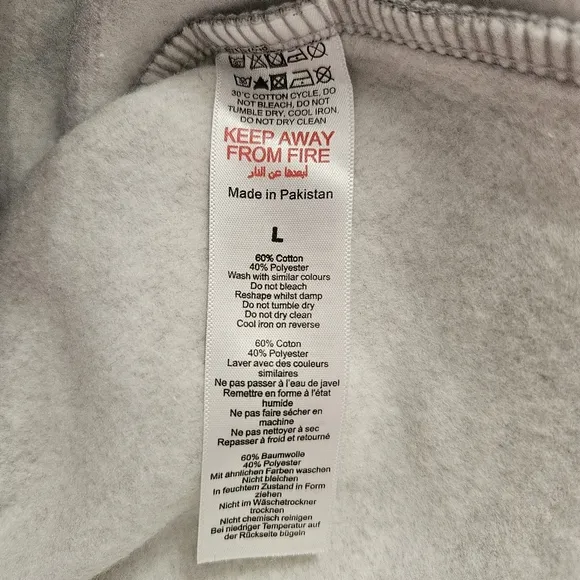 30°C COTTON CYCLE, DO
NOT BLEACH, DO NOT
TUMBLE DRY, COOL IRON,
DO NOT DRY CLEAN
KEEP AWAY
FROM FIRE
أبعدها عن النار
Made in Pakistan
L
60% Cotton
40% Polyester
Wash with similar colours
Do not bleach
Reshape whilst damp
Do not tumble dry
Do not dry clean
Cool iron on reverse
60% Coton
40% Polyester
Laver avec des couleurs
similaires
Ne pas passer à l'eau de javel
Remettre en forme à l'état
humide
Ne pas faire sécher en
machine
Ne pas nettoyer à sec
Repasser à froid et retourné
60% Baumwolle
40% Polyester
Mit ähnlichen Farben waschen
Nicht bleichen
In feuchtem Zustand in Form
ziehen
Nicht im Wäschetrockner
trocknen
Nicht chemisch reinigen
Bei niedriger Temperatur auf
der Rückseite bügeln